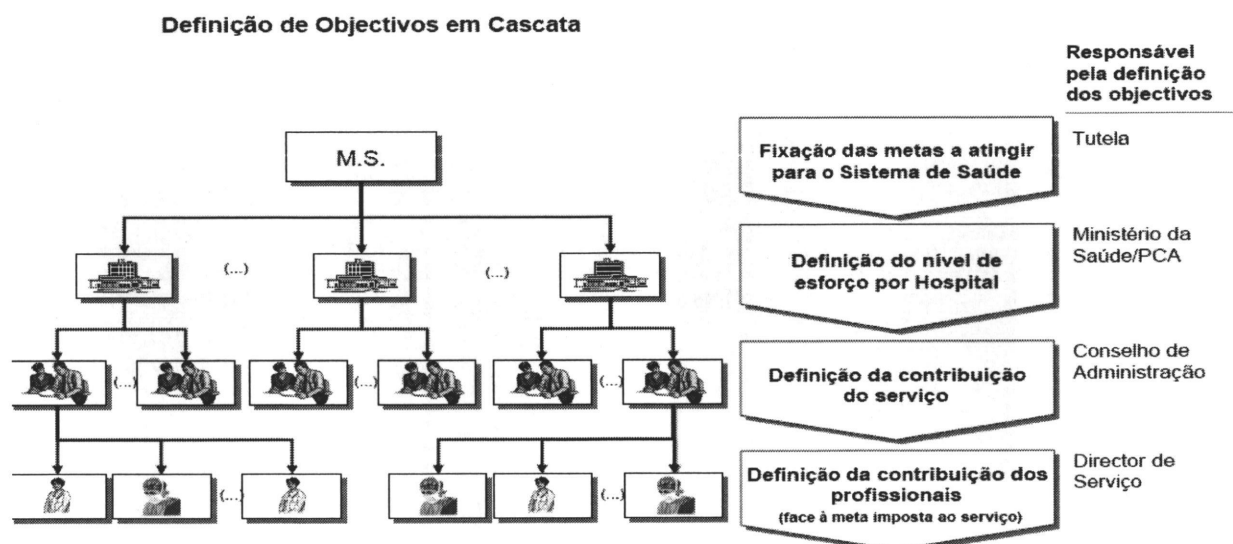 Definição de Objectivos em Cascata
Responsável
pela definição
dos objectivos
M.S.
Fixação das metas a atingir
para o Sistema de Saúde
Tutela
(...)
(...)
Definição do nível de
esforço por Hospital
Ministério da
Saúde/PCA
(...)
(...)
(...)
Definição da contribuição
do serviço
Conselho de
Administração
(...)
(...)
Definição da contribuição dos
profissionais
(face à meta imposta ao serviço)
Director de
Serviço